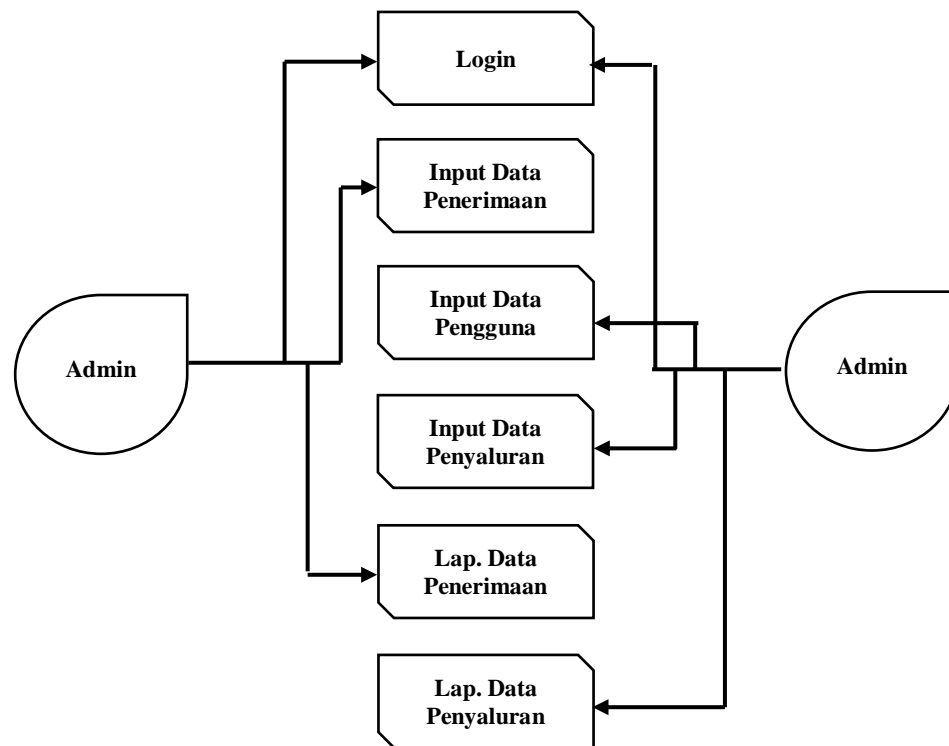 Login
Input Data
Penerimaan
Input Data
Pengguna
Admin
Admin
Input Data
Penyaluran
Lap. Data
Penerimaan
Lap. Data
Penyaluran